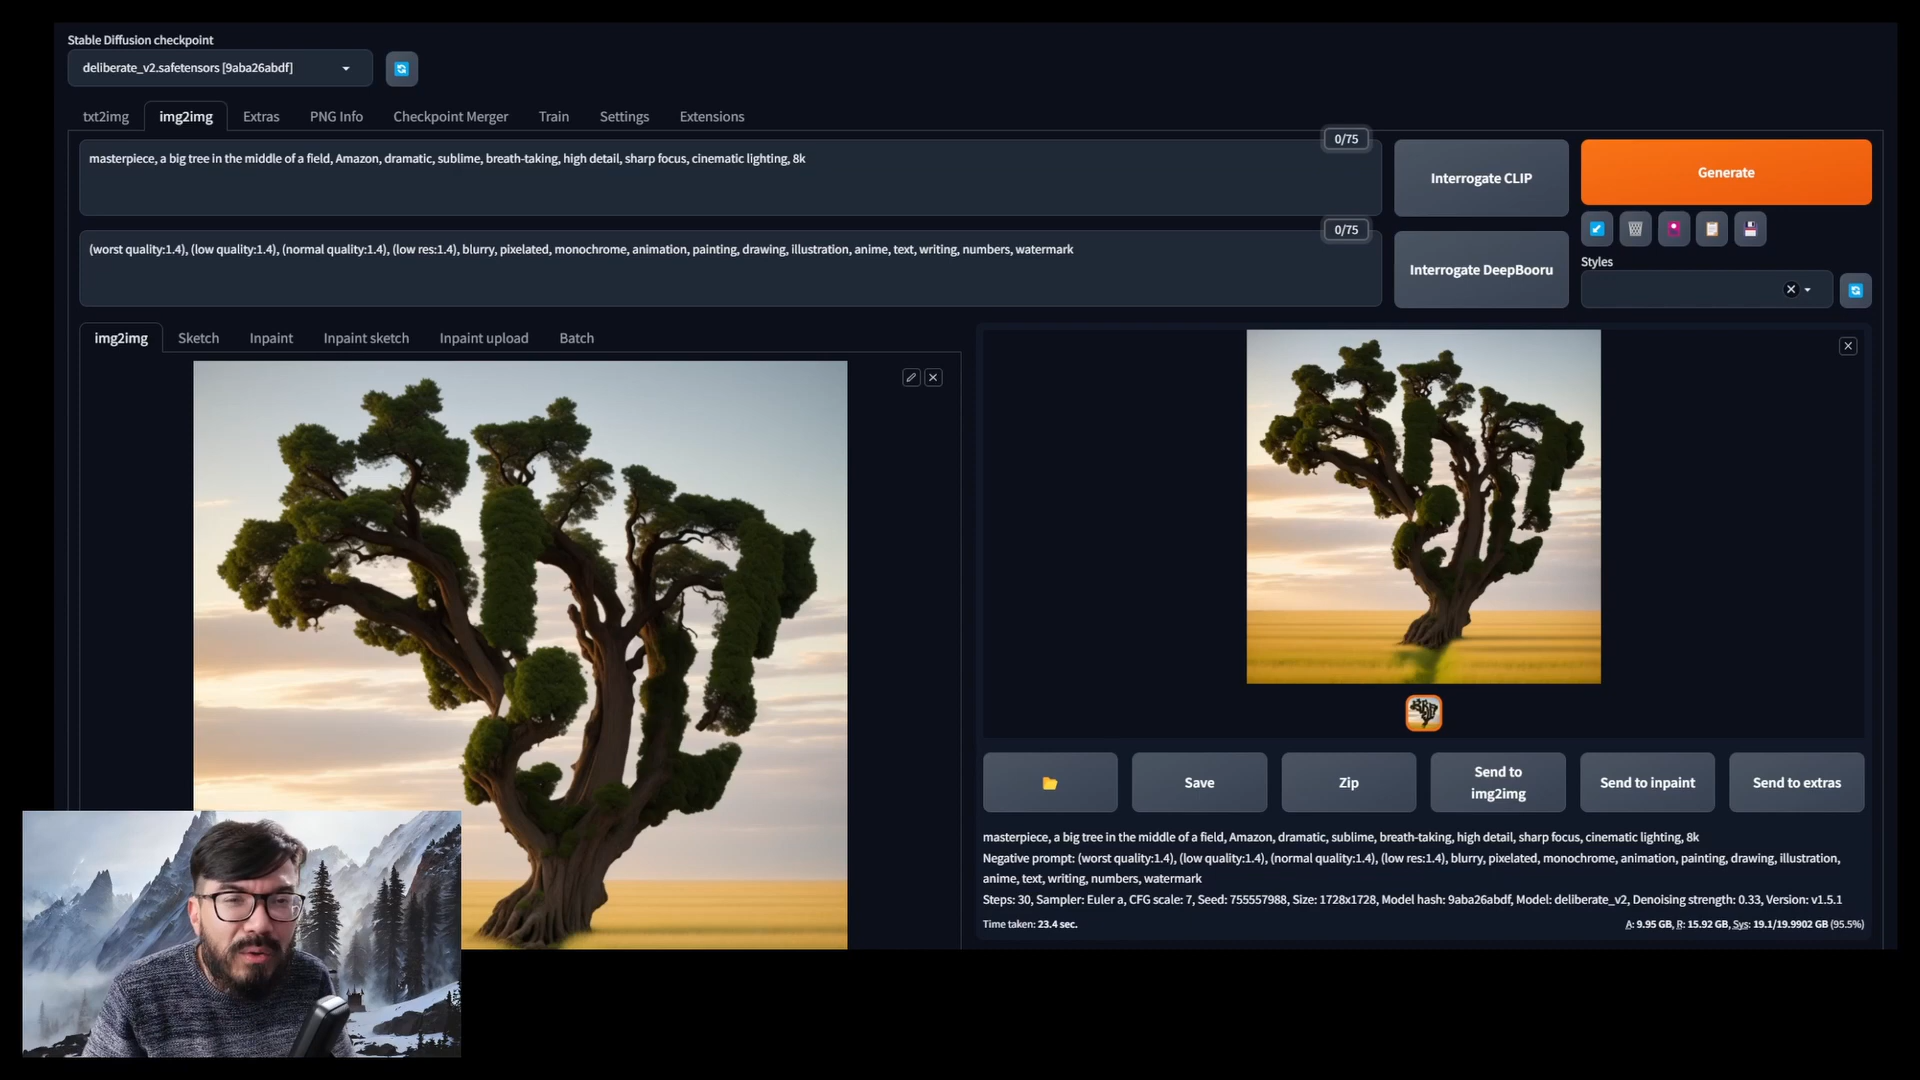 Stable Diffusion checkpoint
deliberate_v2.safetensors [9aba26abdf]
txt2img img2img Extras PNG Info Checkpoint Merger Train Settings Extensions
0/75
masterpiece, a big tree in the middle of a field, Amazon, dramatic, sublime, breath-taking, high detail, sharp focus, cinematic lighting, 8k
Interrogate CLIP
Generate
0/75
(worst quality:1.4), (low quality:1.4), (normal quality:1.4), (low res:1.4), blurry, pixelated, monochrome, animation, painting, drawing, illustration, anime, text, writing, numbers, watermark
Interrogate DeepBooru
Styles
img2img Sketch Inpaint Inpaint sketch Inpaint upload Batch
Save
Zip
Send to
img2img
Send to inpaint
Send to extras
masterpiece, a big tree in the middle of a field, Amazon, dramatic, sublime, breath-taking, high detail, sharp focus, cinematic lighting, 8k
Negative prompt: (worst quality:1.4), (low quality:1.4), (normal quality:1.4), (low res:1.4), blurry, pixelated, monochrome, animation, painting, drawing, illustration,
anime, text, writing, numbers, watermark
Steps: 30, Sampler: Euler a, CFG scale: 7, Seed: 755557988, Size: 1728x1728, Model hash: 9aba26abdf, Model: deliberate_v2, Denoising strength: 0.33, Version: v1.5.1
Time taken: 23.4 sec.
A: 9.95 GB, R: 15.92 GB, Sys: 19.1/19.9902 GB (95.5%)